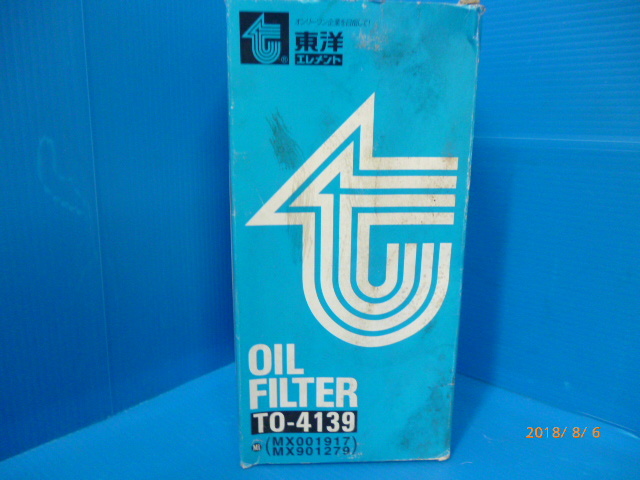 オンリーワン企業を目指して!
東洋
エレメント
®
OIL
FILTER
TO-4139
(MX001917)
MX901279)
2018/ 8/ 6